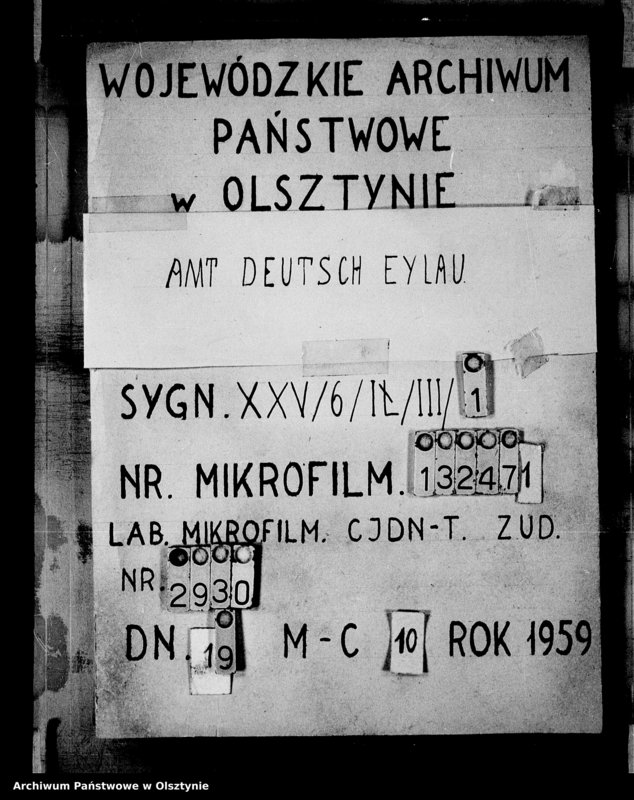 WOJEWÓDZKIE ARCHIWUM
PAŃSTWOWE
w OLSZTYNIE
AMT DEUTSCH EYLAU
SYGN. XXV/6/IŁ/III/1
NR. MIKROFILM. 132471
LAB. MIKROFILM. CJDN-T. ZUD.
NR. 2930
DN. 19 M-C 10 ROK 1959
Archiwum Państwowe w Olsztynie